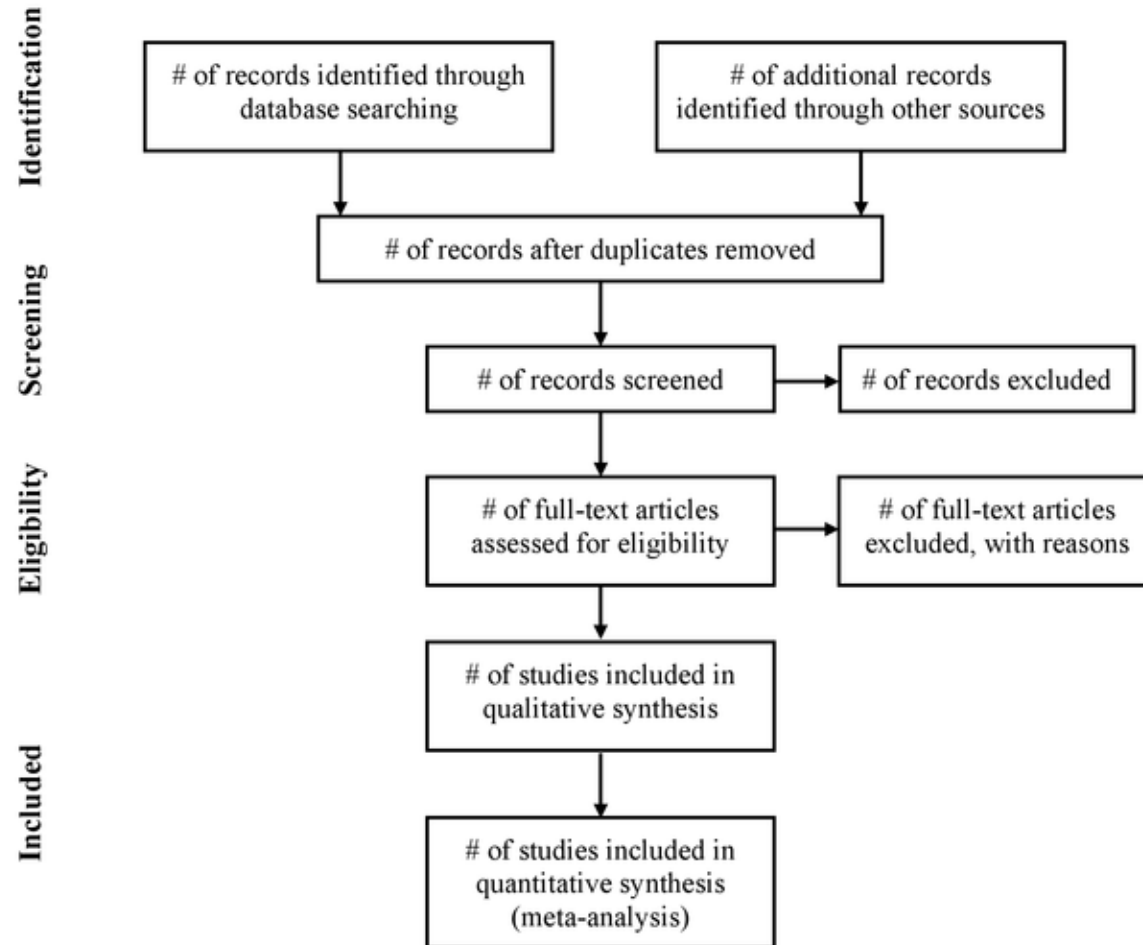 Identification
# of records identified through
database searching
# of additional records
identified through other sources
# of records after duplicates removed
Screening
# of records screened
# of records excluded
Eligibility
# of full-text articles
assessed for eligibility
# of full-text articles
excluded, with reasons
# of studies included in
qualitative synthesis
Included
# of studies included in
quantitative synthesis
(meta-analysis)